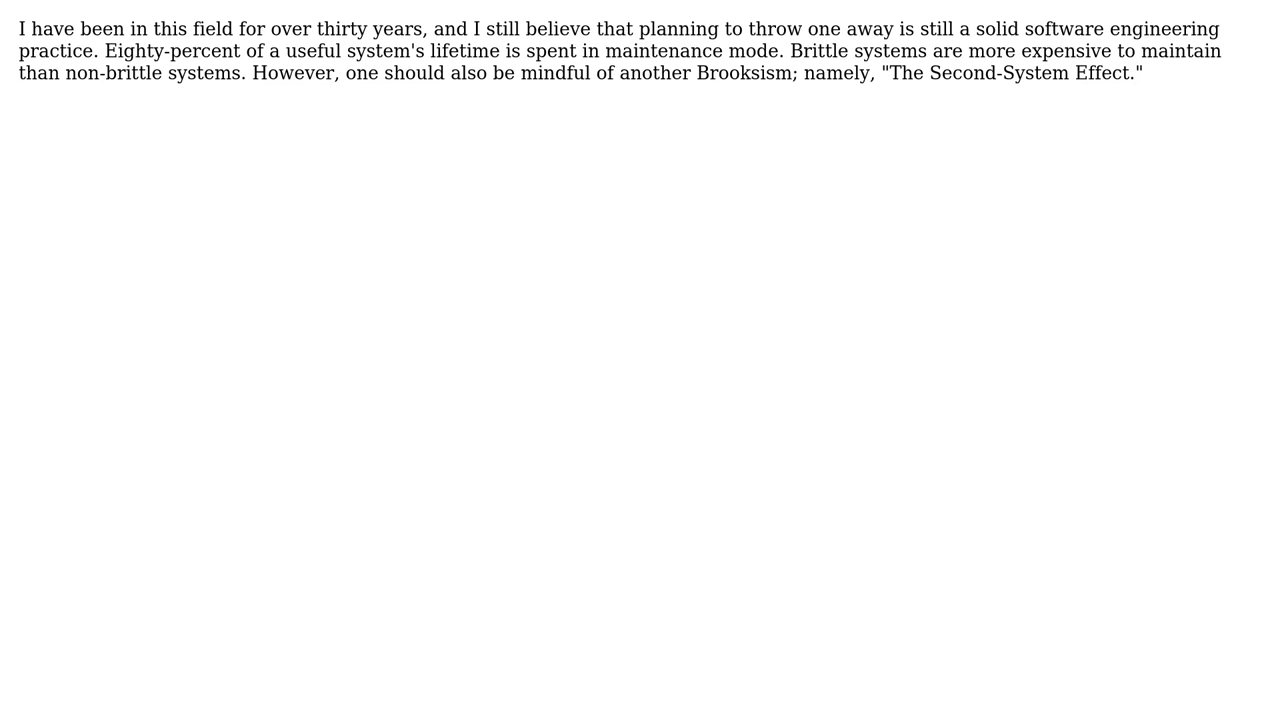 I have been in this field for over thirty years, and I still believe that planning to throw one away is still a solid software engineering
practice. Eighty-percent of a useful system's lifetime is spent in maintenance mode. Brittle systems are more expensive to maintain
than non-brittle systems. However, one should also be mindful of another Brooksism; namely, "The Second-System Effect."